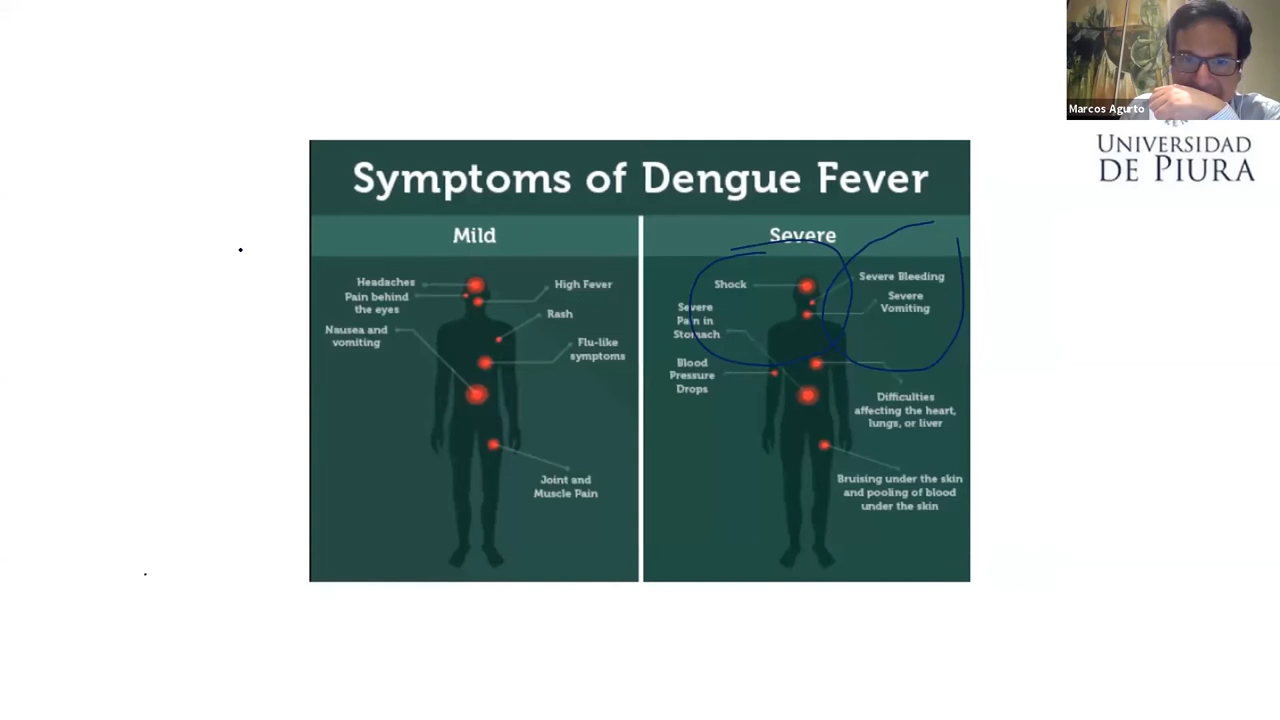 Marcos Agurto
UNIVERSIDAD
DE PIURA
Symptoms of Dengue Fever
Mild
Headaches
Pain behind
the eyes
Nausea and
vomiting
High Fever
Rash
Flu-like
symptoms
Joint and
Muscle Pain
Severe
Shock
Severe
Pain in
Stomach
Blood
Pressure
Drops
Severe Bleeding
Severe
Vomiting
Difficulties
affecting the heart,
lungs, or liver
Bruising under the skin
and pooling of blood
under the skin